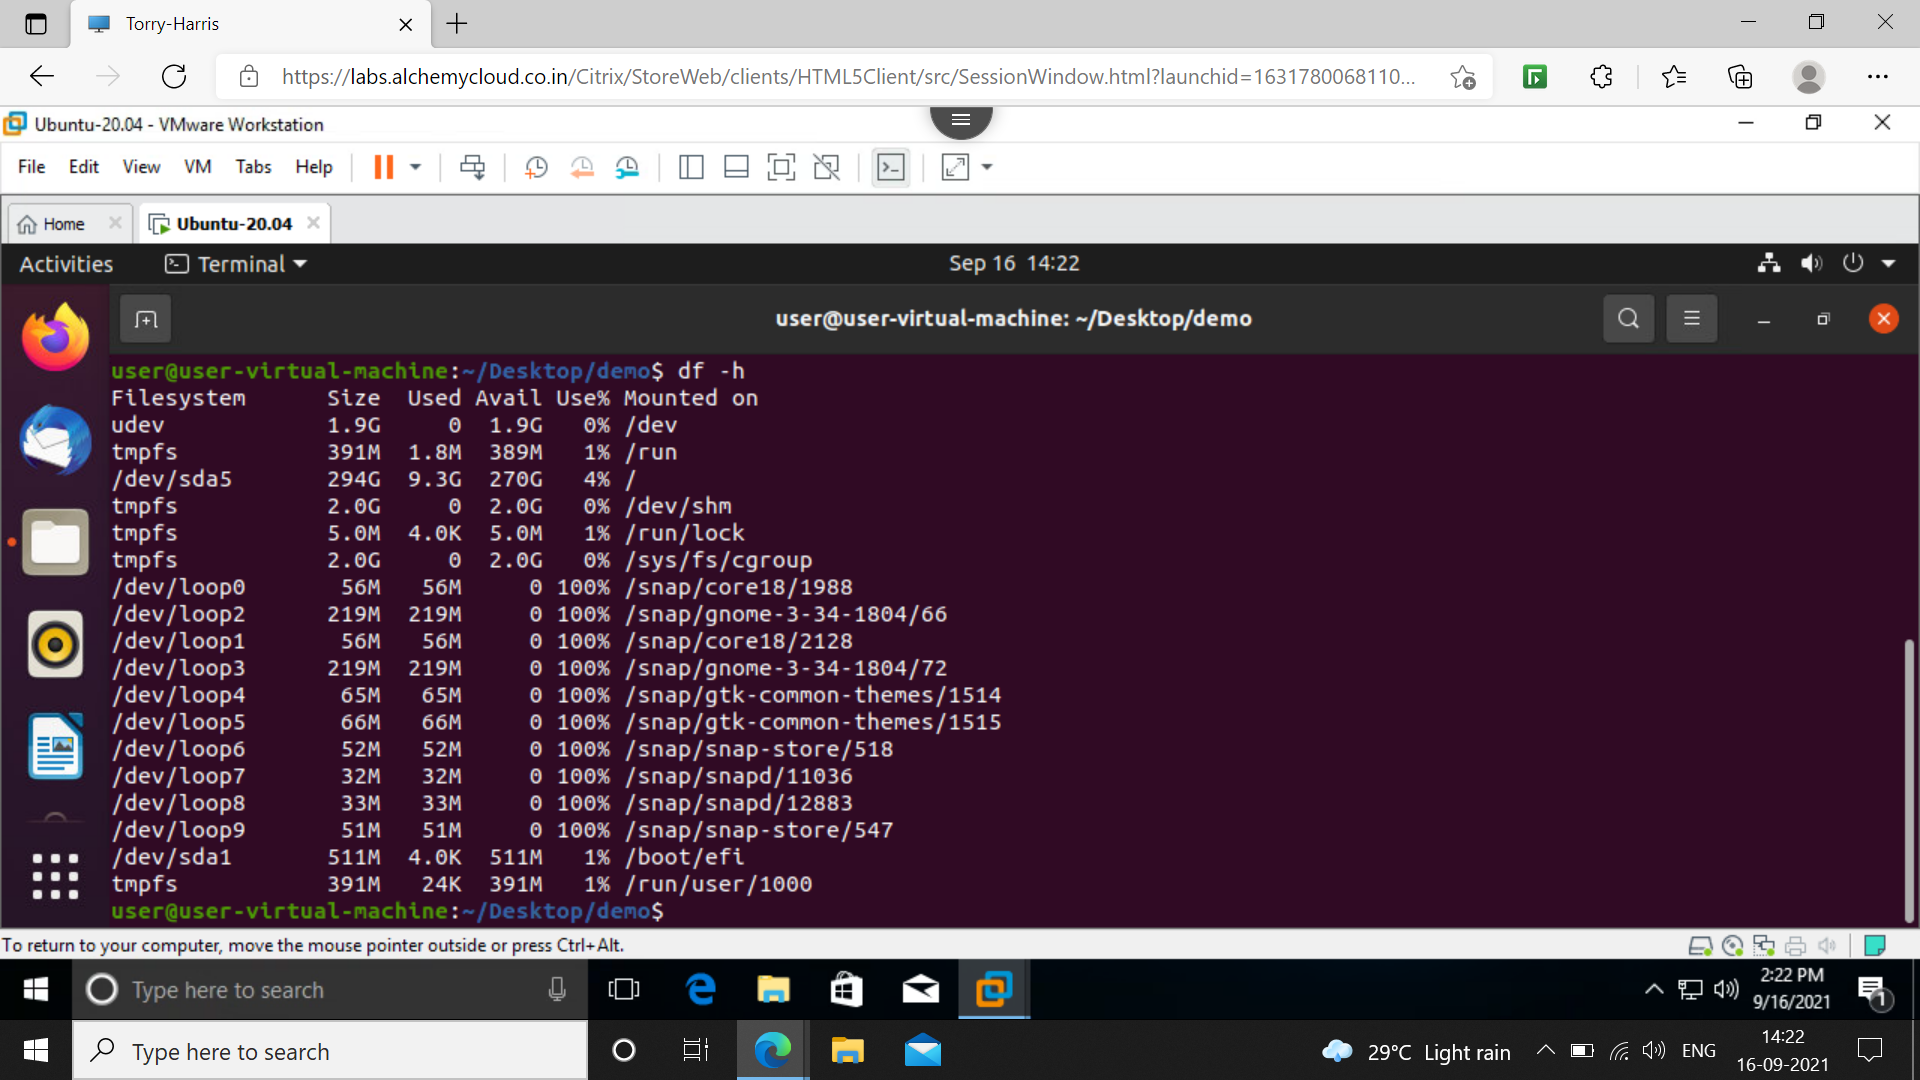 Torry-Harris
https://labs.alchemycloud.co.in/Citrix/StoreWeb/clients/HTML5Client/src/SessionWindow.html?launchid=1631780068110...
Ubuntu-20.04 - VMware Workstation
File Edit View VM Tabs Help
Home Ubuntu-20.04
Activities Terminal Sep 16 14:22
user@user-virtual-machine: ~/Desktop/demo
user@user-virtual-machine:~/Desktop/demo$ df -h
Filesystem Size Used Avail Use% Mounted on
udev 1.9G 0 1.9G 0% /dev
tmpfs 391M 1.8M 389M 1% /run
/dev/sda5 294G 9.3G 270G 4% /
tmpfs 2.0G 0 2.0G 0% /dev/shm
tmpfs 5.0M 4.0K 5.0M 1% /run/lock
tmpfs 2.0G 0 2.0G 0% /sys/fs/cgroup
/dev/loop0 56M 56M 0 100% /snap/core18/1988
/dev/loop2 219M 219M 0 100% /snap/gnome-3-34-1804/66
/dev/loop1 56M 56M 0 100% /snap/core18/2128
/dev/loop3 219M 219M 0 100% /snap/gnome-3-34-1804/72
/dev/loop4 65M 65M 0 100% /snap/gtk-common-themes/1514
/dev/loop5 66M 66M 0 100% /snap/gtk-common-themes/1515
/dev/loop6 52M 52M 0 100% /snap/snap-store/518
/dev/loop7 32M 32M 0 100% /snap/snapd/11036
/dev/loop8 33M 33M 0 100% /snap/snapd/12883
/dev/loop9 51M 51M 0 100% /snap/snap-store/547
/dev/sda1 511M 4.0K 511M 1% /boot/efi
tmpfs 391M 24K 391M 1% /run/user/1000
user@user-virtual-machine:~/Desktop/demo$
To return to your computer, move the mouse pointer outside or press Ctrl+Alt.
Type here to search 2:22 PM
9/16/2021 1
Type here to search 29°C Light rain ENG 14:22
16-09-2021